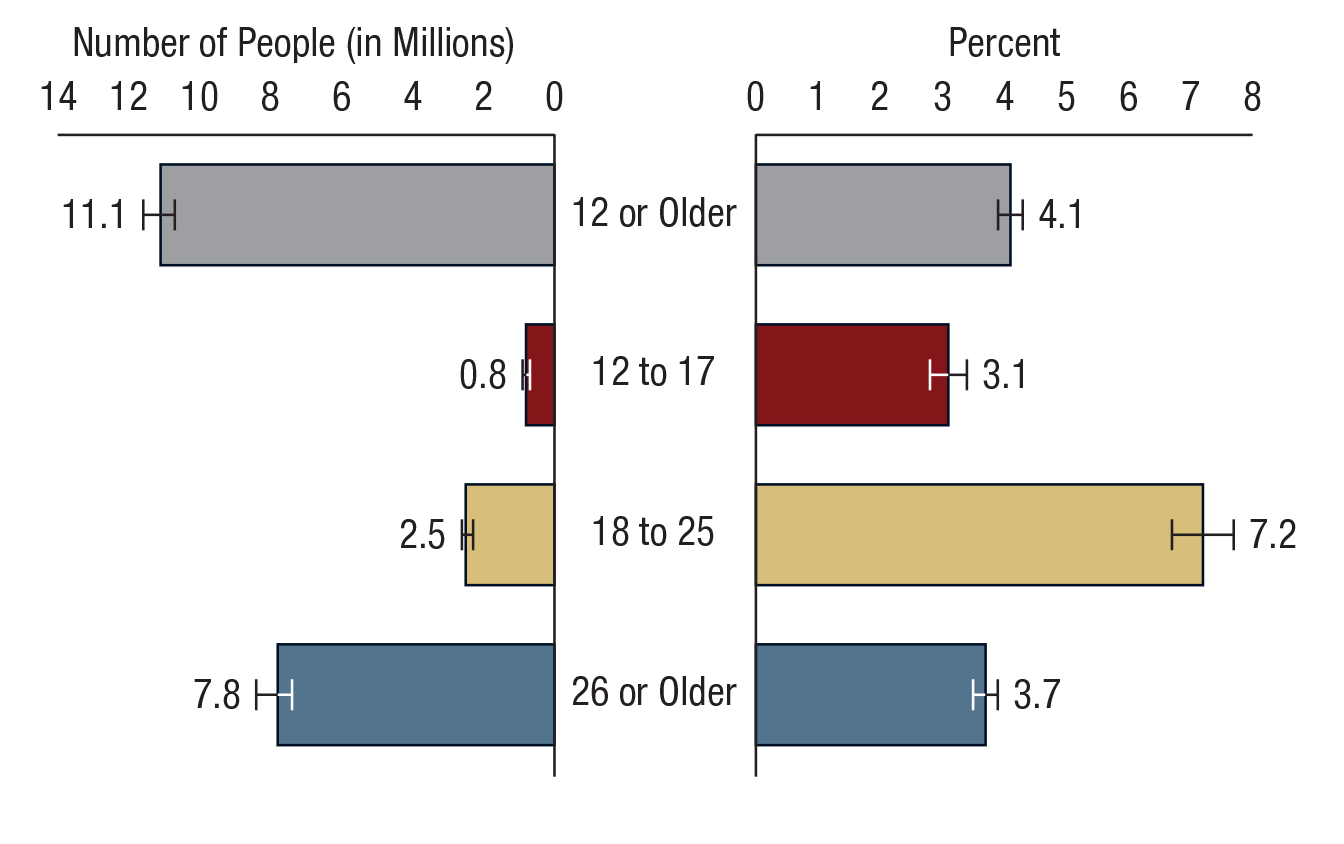 Number of People (in Millions)
14 12 10 8 6 4 2 0
Percent
0 1 2 3 4 5 6 7 8
11.1 12 or Older 4.1
0.8 12 to 17 3.1
2.5 18 to 25 7.2
7.8 26 or Older 3.7